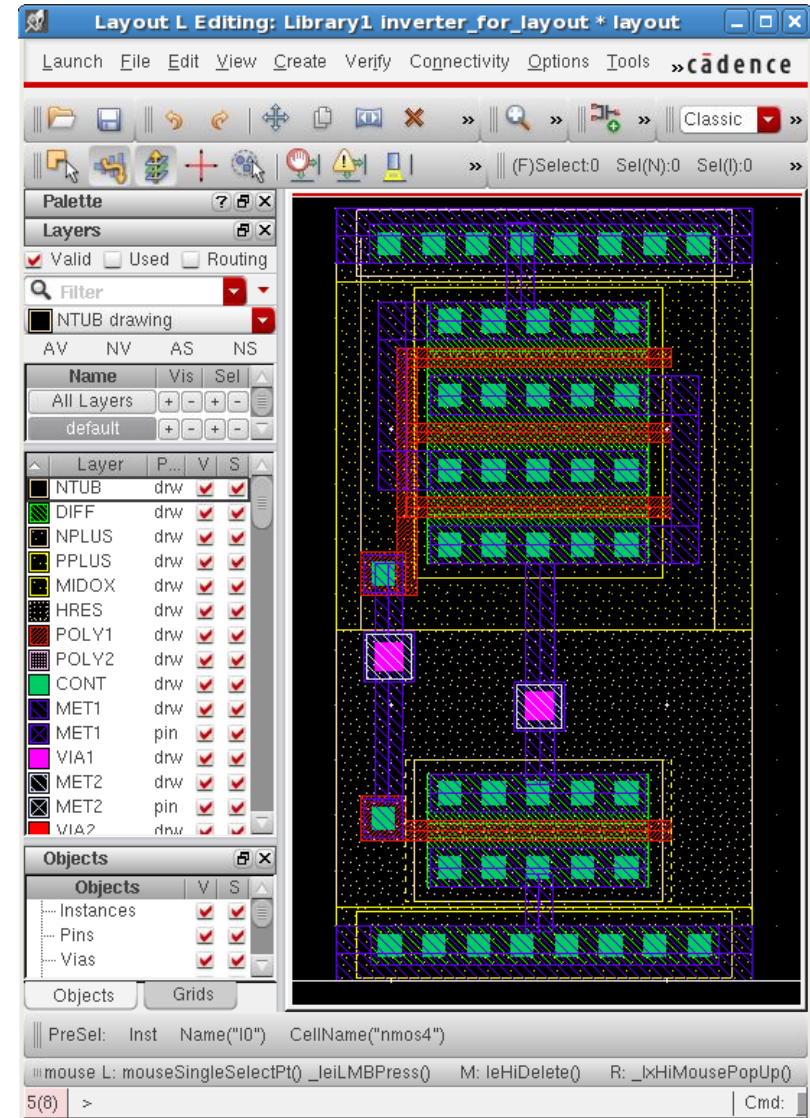 Layout L Editing: Library1 inverter_for_layout * layout
Launch File Edit View Create Verify Connectivity Options Tools » cādence
» » » Classic »
» (F)Select:0 Sel(N):0 Sel(I):0 »
Palette
Layers
Valid Used Routing
Filter
NTUB drawing
AV NV AS NS
Name Vis Sel
All Layers + - + -
default + - + -
Layer P... V S
NTUB drw
DIFF drw
NPLUS drw
PPLUS drw
MIDOX drw
HRES drw
POLY1 drw
POLY2 drw
CONT drw
MET1 drw
MET1 pin
VIA1 drw
MET2 drw
MET2 pin
VIA2 drw
Objects
Objects V S
Instances
Pins
Vias
Objects Grids
PreSel: Inst Name("I0") CellName("nmos4")
mouse L: mouseSingleSelectPt() _leiLMBPress() M: leHiDelete() R: _lxHiMousePopUp()
5(8) > Cmd: